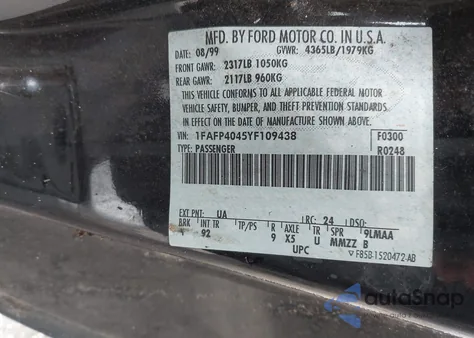 MFD. BY FORD MOTOR CO. IN U.S.A.
DATE: 08/99 GVWR: 4365LB/1979KG
FRONT GAWR: 2317LB 1050KG
REAR GAWR: 2117LB 960KG
THIS VEHICLE CONFORMS TO ALL APPLICABLE FEDERAL MOTOR
VEHICLE SAFETY, BUMPER, AND THEFT PREVENTION STANDARDS
IN EFFECT ON THE DATE OF MANUFACTURE SHOWN ABOVE.
VIN: 1FAFP4045YF109438 F0300
TYPE: PASSENGER R0248
EXT PNT: UA RC: 24 DSO:
BRK INT TR TP/PS R AXLE TR SPR 9LMAA
4 92 9 X5 U MMZZ B
UPC F85B-1520472-AB
autoSnap